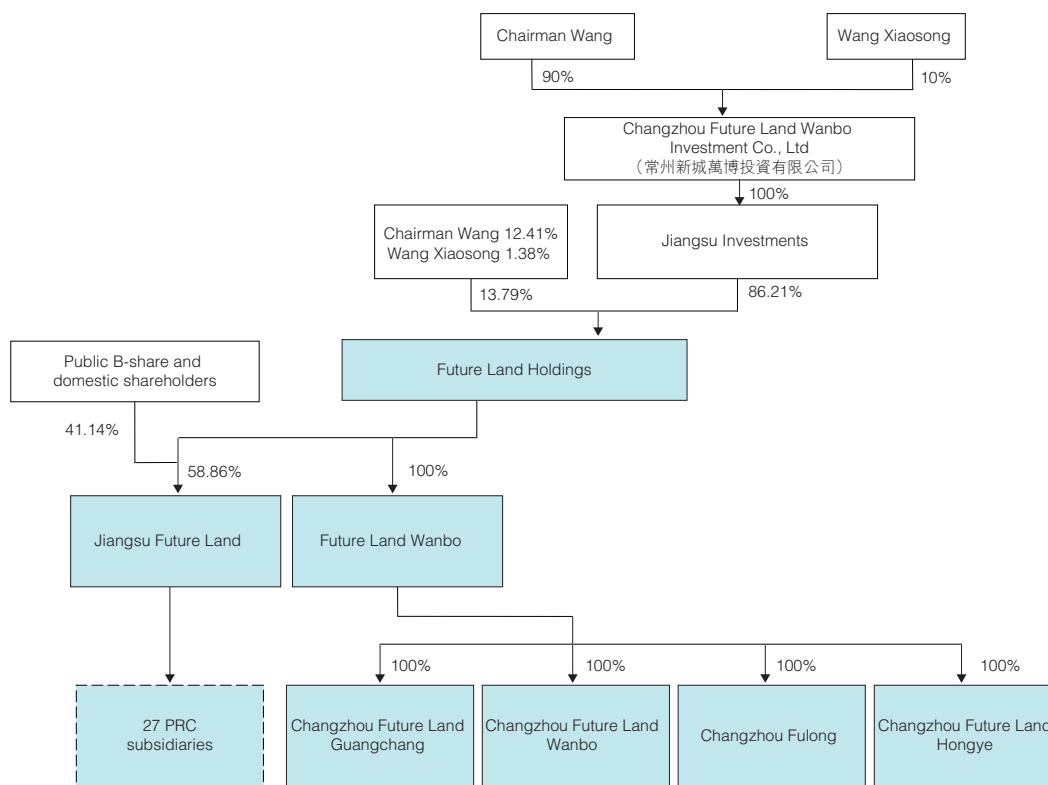 Chairman Wang
Wang Xiaosong
90%
10%
Changzhou Future Land Wanbo
Investment Co., Ltd
（常州新城萬博投資有限公司）
100%
Chairman Wang 12.41%
Wang Xiaosong 1.38%
Jiangsu Investments
13.79%
86.21%
Public B-share and
domestic shareholders
Future Land Holdings
41.14%
58.86%
100%
Jiangsu Future Land
Future Land Wanbo
100%
100%
100%
100%
27 PRC
subsidiaries
Changzhou Future Land
Guangchang
Changzhou Future Land
Wanbo
Changzhou Fulong
Changzhou Future Land
Hongye